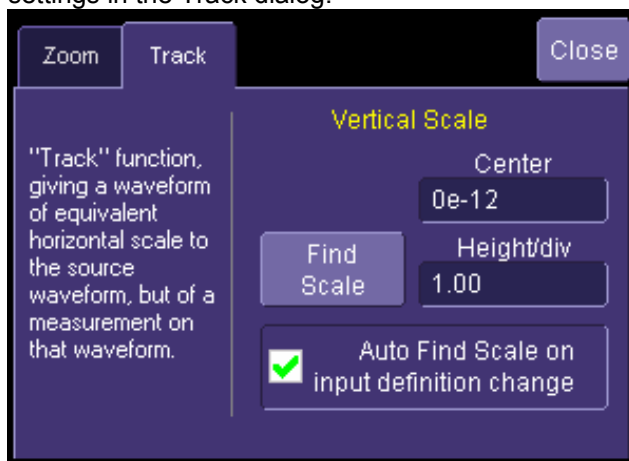 settings in the Track dialog.
Zoom Track Close
"Track" function,
giving a waveform
of equivalent
horizontal scale to
the source
waveform, but of a
measurement on
that waveform.
Vertical Scale
Center
0e-12
Find
Scale
Height/div
1.00
Auto Find Scale on
input definition change